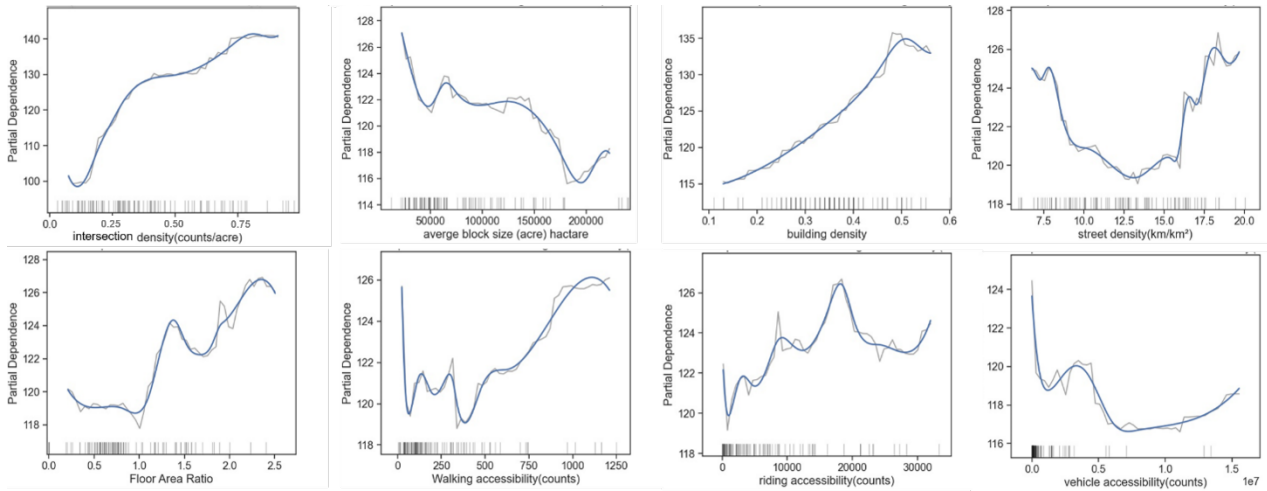 Partial Dependence
140
130
120
110
100
0.0 0.25 0.50 0.75
intersection density(counts/acre)
Partial Dependence
128
126
124
122
120
118
116
114
50000 100000 150000 200000
averge block size (acre) hactare
Partial Dependence
135
130
125
120
115
0.1 0.2 0.3 0.4 0.5 0.6
building density
Partial Dependence
128
126
124
122
120
118
7.5 10.0 12.5 15.0 17.5 20.0
street density(km/km²)
Partial Dependence
128
126
124
122
120
118
0.0 0.5 1.0 1.5 2.0 2.5
Floor Area Ratio
Partial Dependence
126
124
122
120
118
0 250 500 750 1000 1250
Walking accessibility(counts)
Partial Dependence
126
124
122
120
118
0 10000 20000 30000
riding accessibility(counts)
Partial Dependence
124
122
120
118
116
0.0 0.5 1.0 1.5
1e7
vehicle accessibility(counts)